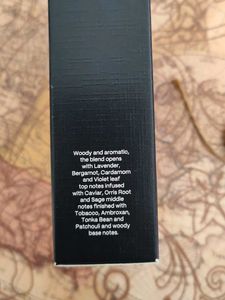 Woody and aromatic,
the blend opens
with Lavender,
Bergamot, Cardamom
and Violet leaf
top notes infused
with Caviar, Orris Root
and Sage middle
notes finished with
Tobacco, Ambroxan,
Tonka Bean and
Patchouli and woody
base notes.